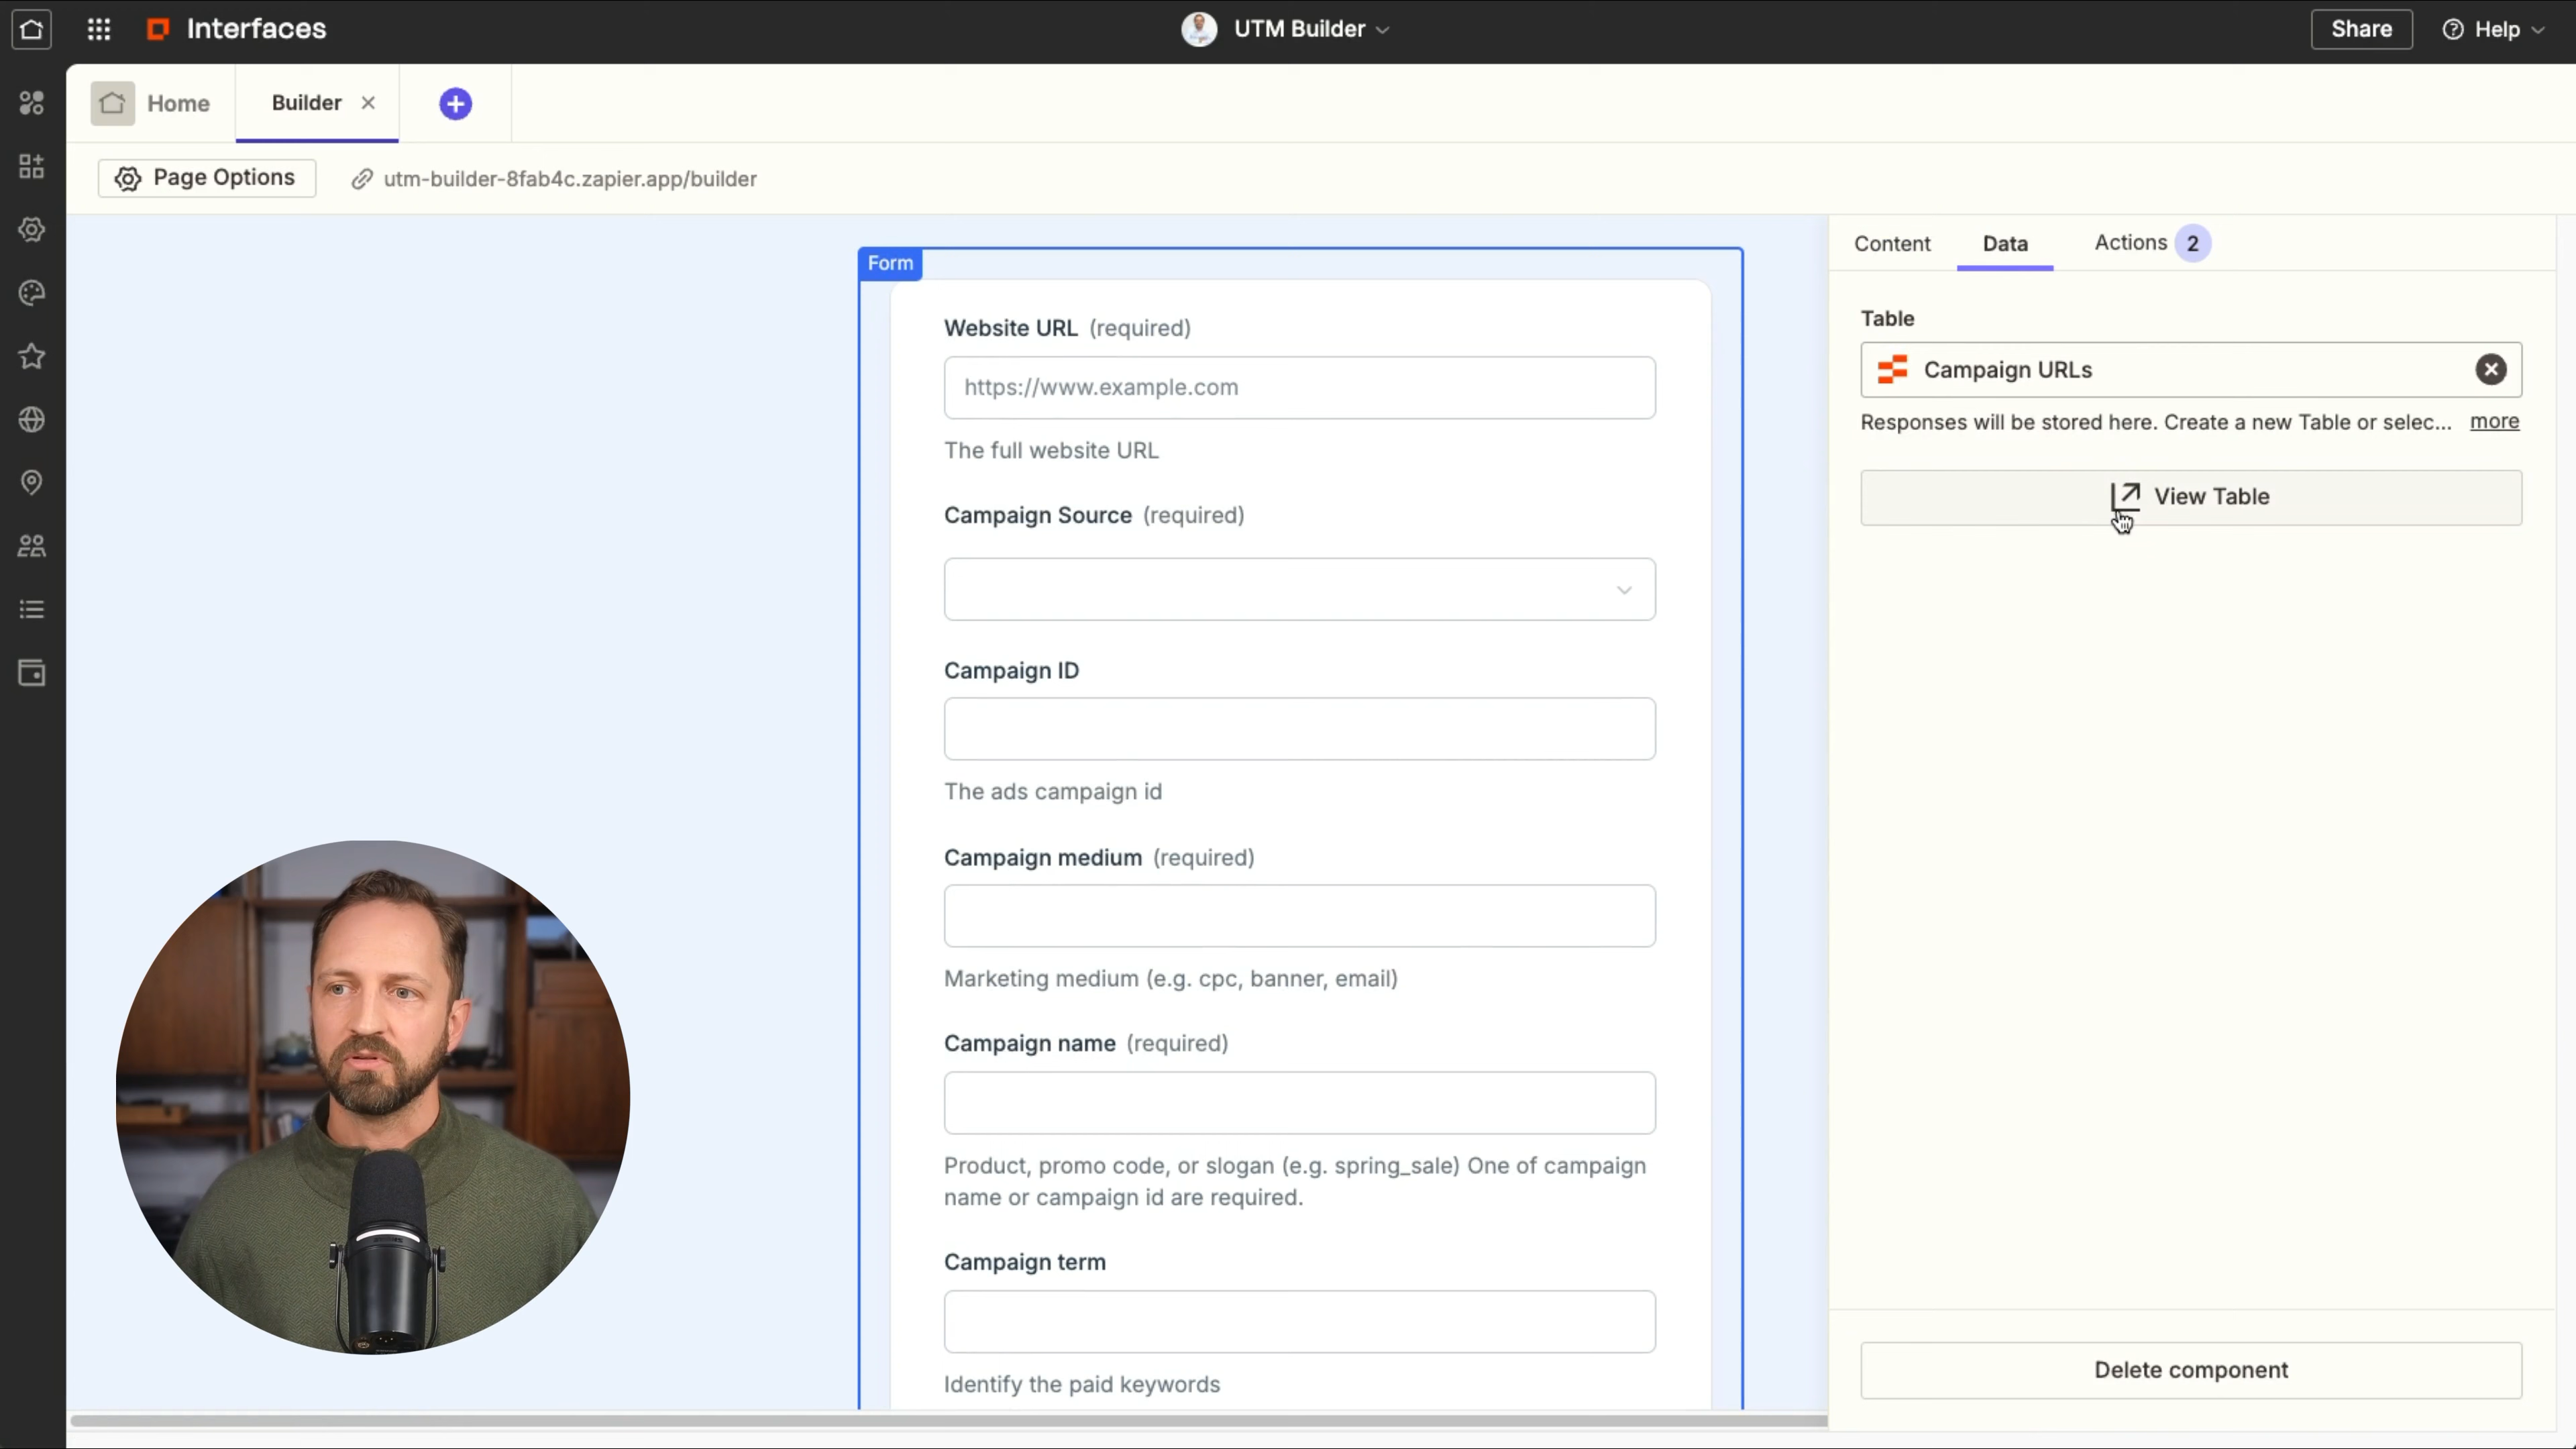 Interfaces
UTM Builder
Share
Help
Home
Builder
Page Options
utm-builder-8fab4c.zapier.app/builder
Form
Website URL (required)
https://www.example.com
The full website URL
Campaign Source (required)
Campaign ID
The ads campaign id
Campaign medium (required)
Marketing medium (e.g. cpc, banner, email)
Campaign name (required)
Product, promo code, or slogan (e.g. spring_sale) One of campaign
name or campaign id are required.
Campaign term
Identify the paid keywords
Content
Data
Actions 2
Table
Campaign URLs
Responses will be stored here. Create a new Table or selec... more
View Table
Delete component